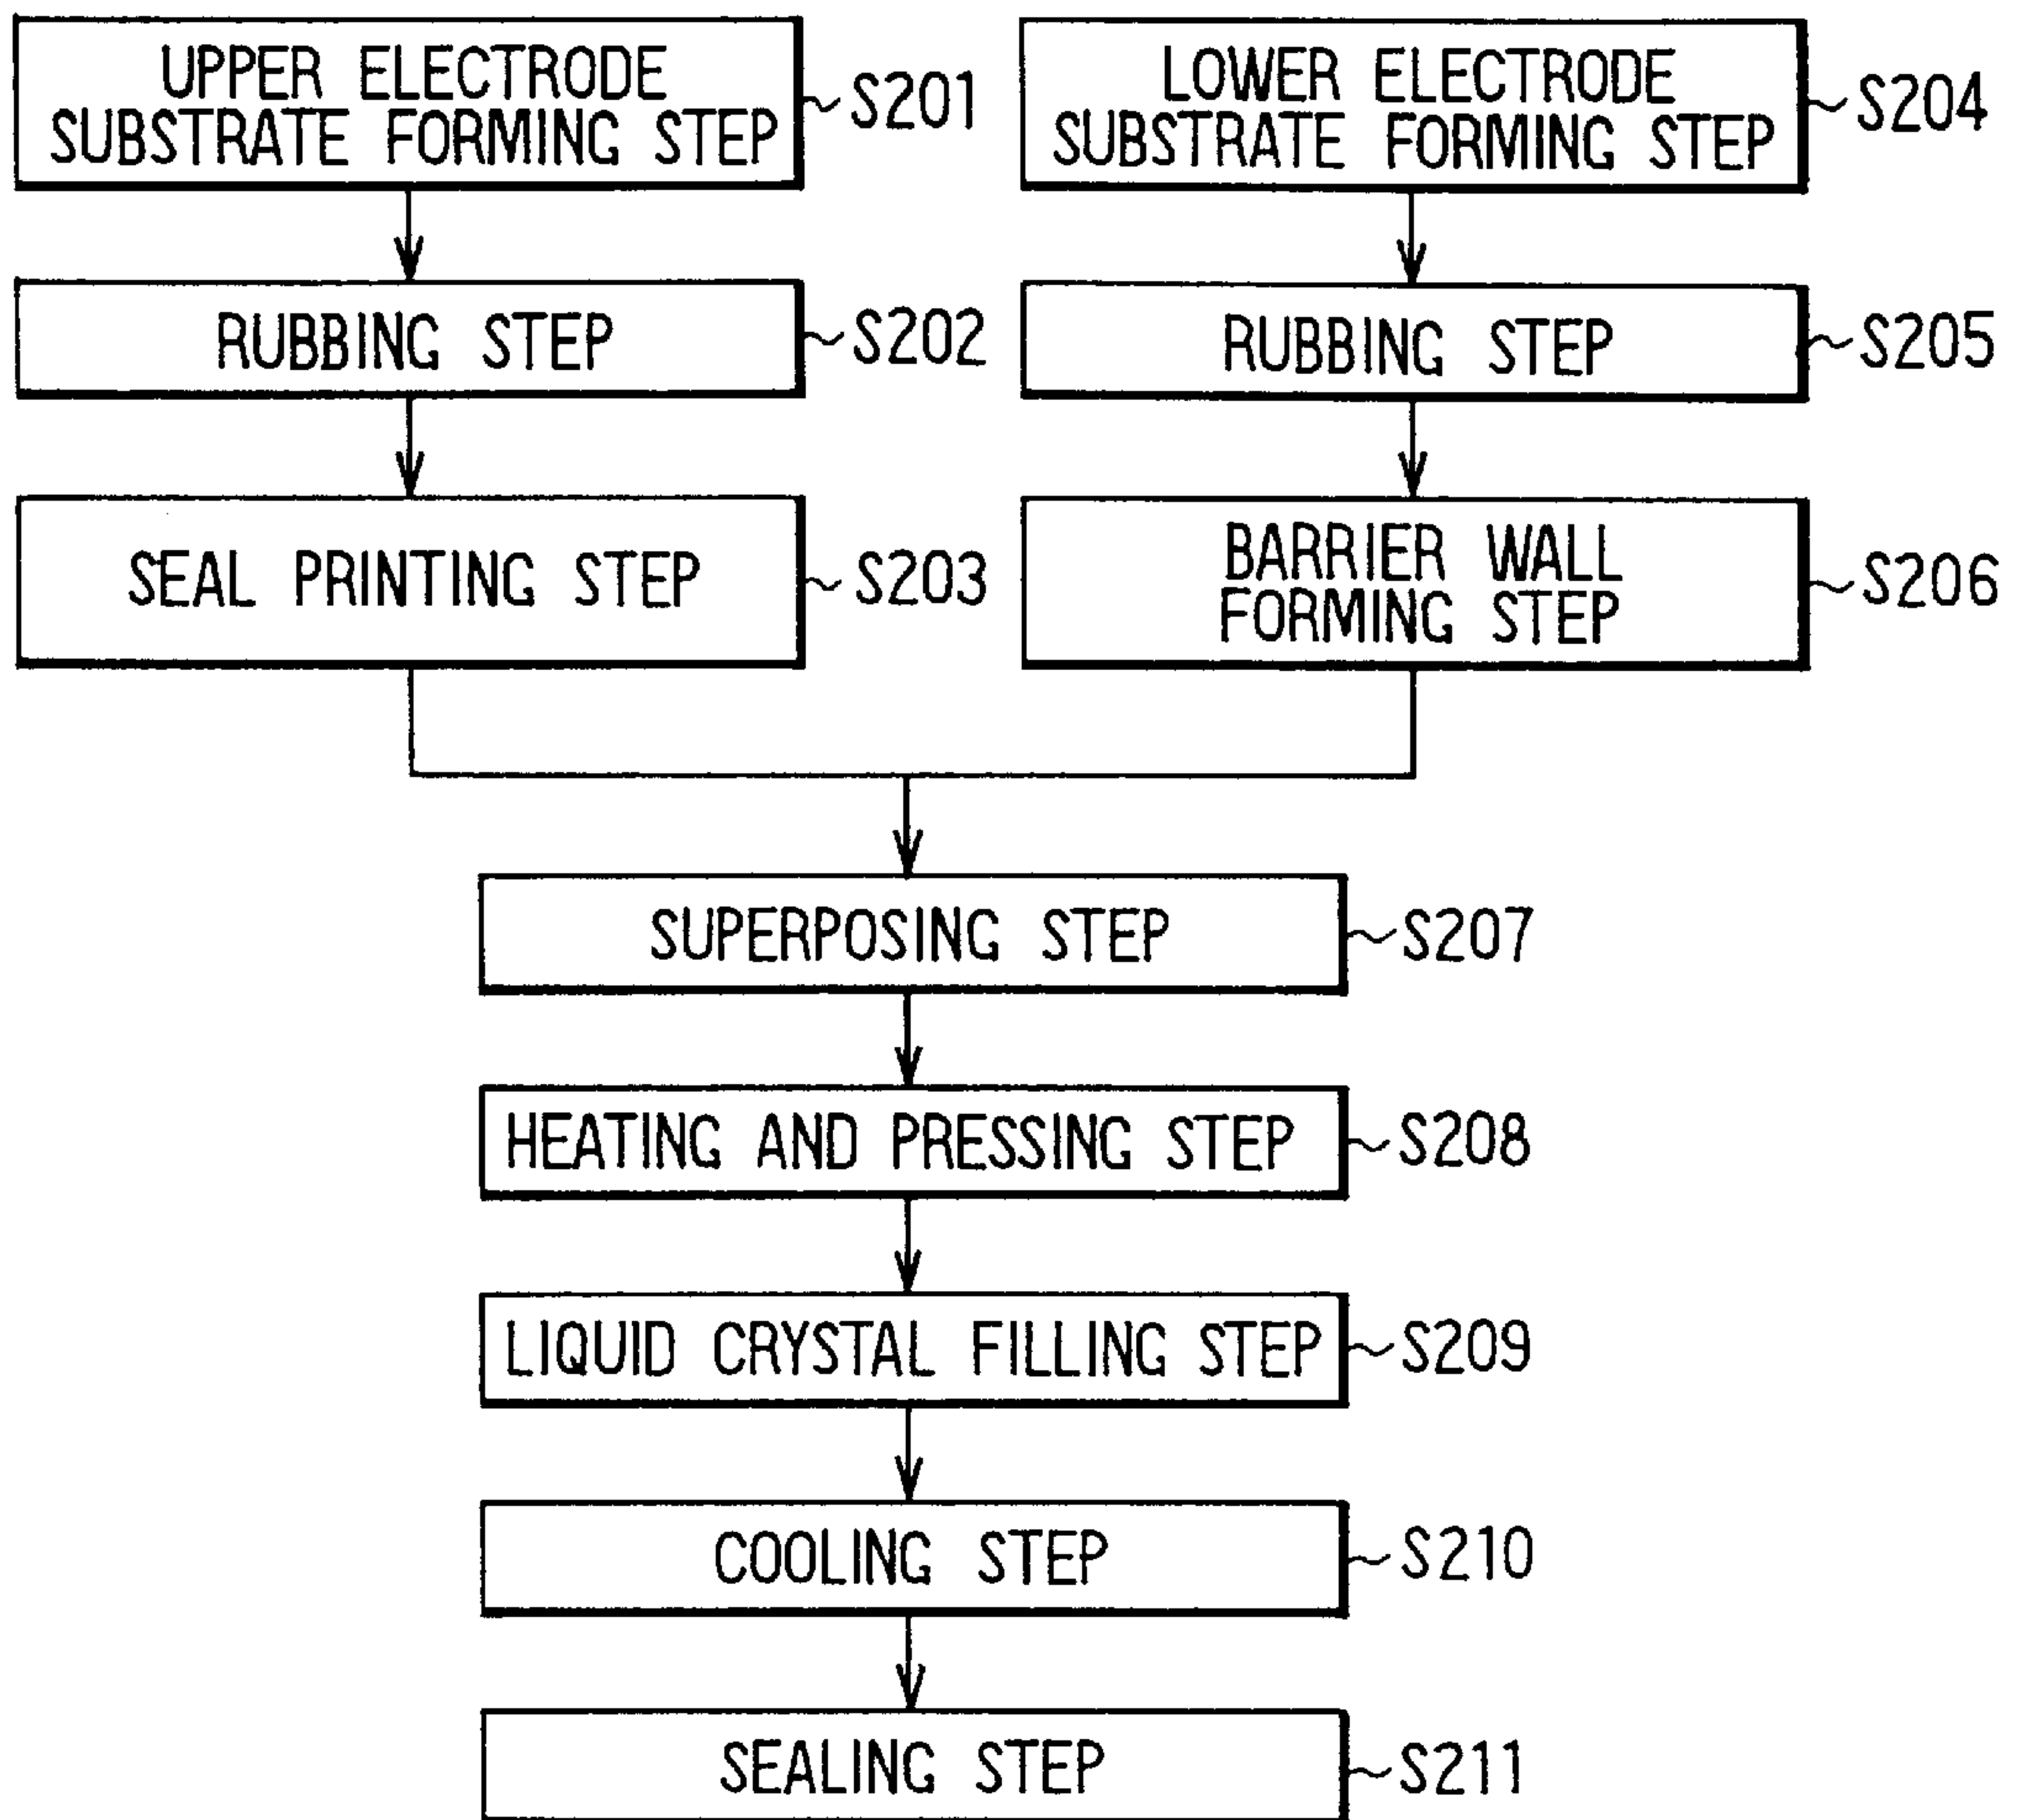 UPPER ELECTRODE
SUBSTRATE FORMING STEP
S201
LOWER ELECTRODE
SUBSTRATE FORMING STEP
S204
RUBBING STEP
S202
RUBBING STEP
S205
SEAL PRINTING STEP
S203
BARRIER WALL
FORMING STEP
S206
SUPERPOSING STEP
S207
HEATING AND PRESSING STEP
S208
LIQUID CRYSTAL FILLING STEP
S209
COOLING STEP
S210
SEALING STEP
S211